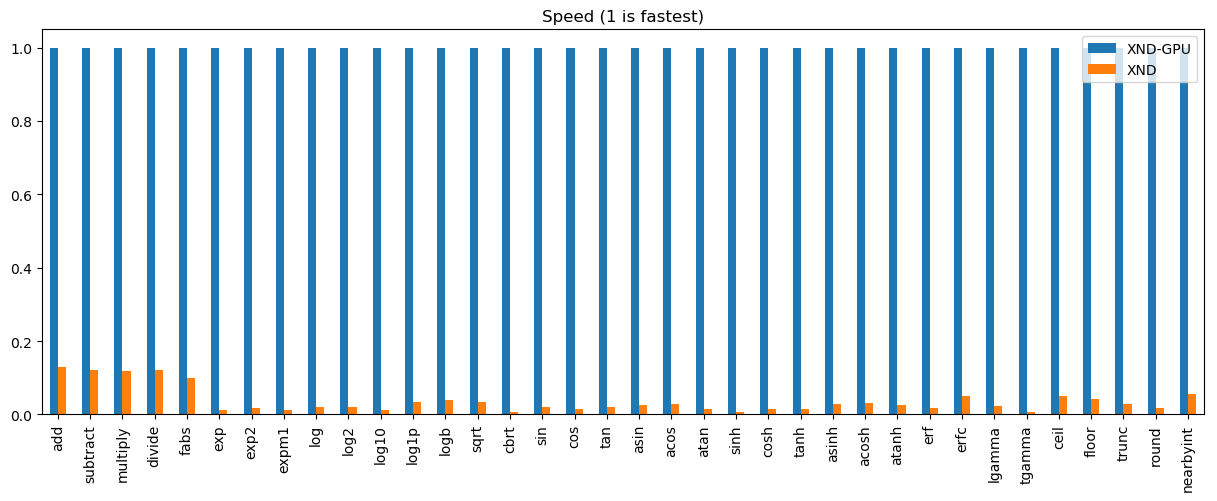 Speed (1 is fastest)
XND-GPU
XND
1.0
0.8
0.6
0.4
0.2
0.0
add
subtract
multiply
divide
fabs
exp
exp2
expm1
log
log2
log10
log1p
logb
sqrt
cbrt
sin
cos
tan
asin
acos
atan
sinh
cosh
tanh
asinh
acosh
atanh
erf
erfc
lgamma
tgamma
ceil
floor
trunc
round
nearbyint